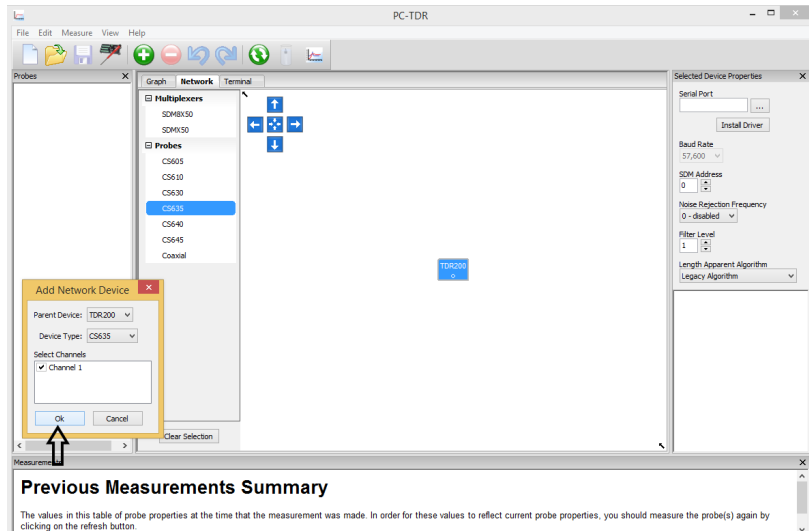 PC-TDR
File Edit Measure View Help
Probes
Graph Network Terminal
Multiplexers
SDM8X50
SDMX50
Probes
CS605
CS610
CS630
CS635
CS640
CS645
Coaxial
Clear Selection
TDR200
Selected Device Properties
Serial Port
...
Install Driver
Baud Rate
57,600
SDM Address
0
Noise Rejection Frequency
0 - disabled
Filter Level
1
Length Apparent Algorithm
Legacy Algorithm
Add Network Device
Parent Device: TDR200
Device Type: CS635
Select Channels
Channel 1
Ok Cancel
Measurements
Previous Measurements Summary
The values in this table of probe properties at the time that the measurement was made. In order for these values to reflect current probe properties, you should measure the probe(s) again by
clicking on the refresh button.